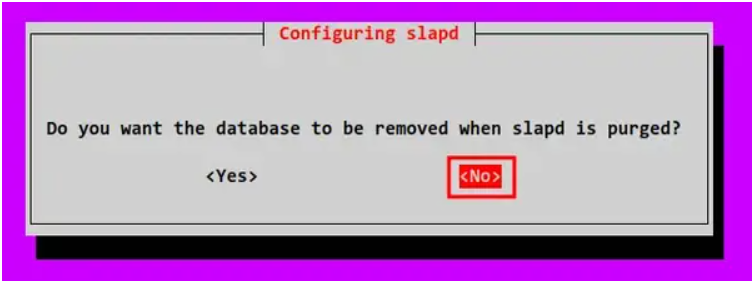 Configuring slapd
Do you want the database to be removed when slapd is purged?
<Yes> <No>